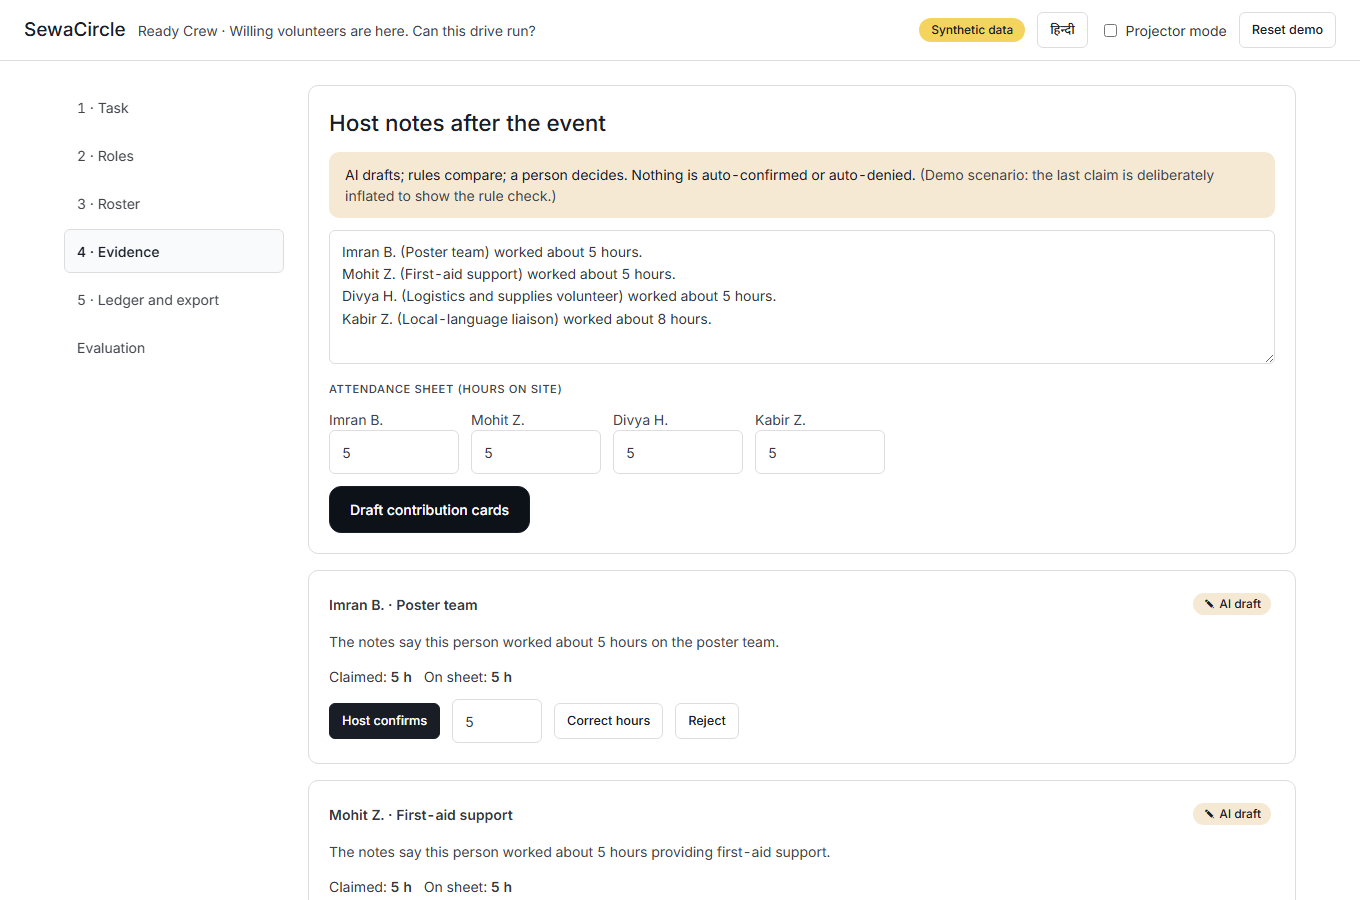 SewaCircle
Ready Crew · Willing volunteers are here. Can this drive run?
Synthetic data
हिन्दी
Projector mode
Reset demo
1 · Task
2 · Roles
3 · Roster
4 · Evidence
5 · Ledger and export
Evaluation
Host notes after the event
AI drafts; rules compare; a person decides. Nothing is auto-confirmed or auto-denied. (Demo scenario: the last claim is deliberately
inflated to show the rule check.)
Imran B. (Poster team) worked about 5 hours.
Mohit Z. (First-aid support) worked about 5 hours.
Divya H. (Logistics and supplies volunteer) worked about 5 hours.
Kabir Z. (Local-language liaison) worked about 8 hours.
ATTENDANCE SHEET (HOURS ON SITE)
Imran B. Mohit Z. Divya H. Kabir Z.
5 5 5 5
Draft contribution cards
Imran B. · Poster team
AI draft
The notes say this person worked about 5 hours on the poster team.
Claimed: 5 h On sheet: 5 h
Host confirms 5 Correct hours Reject
Mohit Z. · First-aid support
AI draft
The notes say this person worked about 5 hours providing first-aid support.
Claimed: 5 h On sheet: 5 h